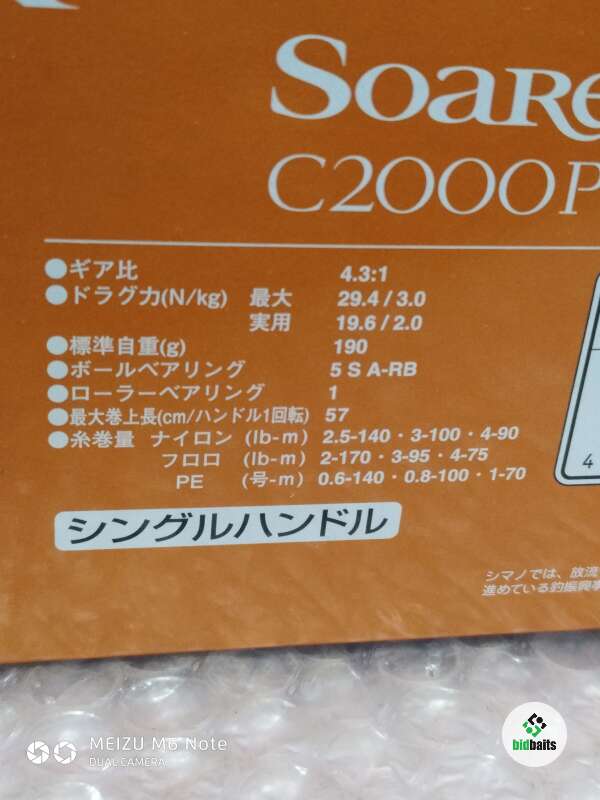 SOARE
C2000P
●ギア比 4.3:1
●ドラグ力(N/kg) 最大 29.4 / 3.0
実用 19.6 / 2.0
●標準自重(g) 190
●ボールベアリング 5 S A-RB
●ローラーベアリング 1
●最大巻上長(cm/ハンドル1回転) 57
●糸巻量 ナイロン (lb-m) 2.5-140・3-100・4-90
フロロ (lb-m) 2-170・3-95・4-75
PE (号-m) 0.6-140・0.8-100・1-70
4
シングルハンドル
シマノでは、放流
進めている釣振興事
bidbaits
MEIZU M6 Note
DUAL CAMERA